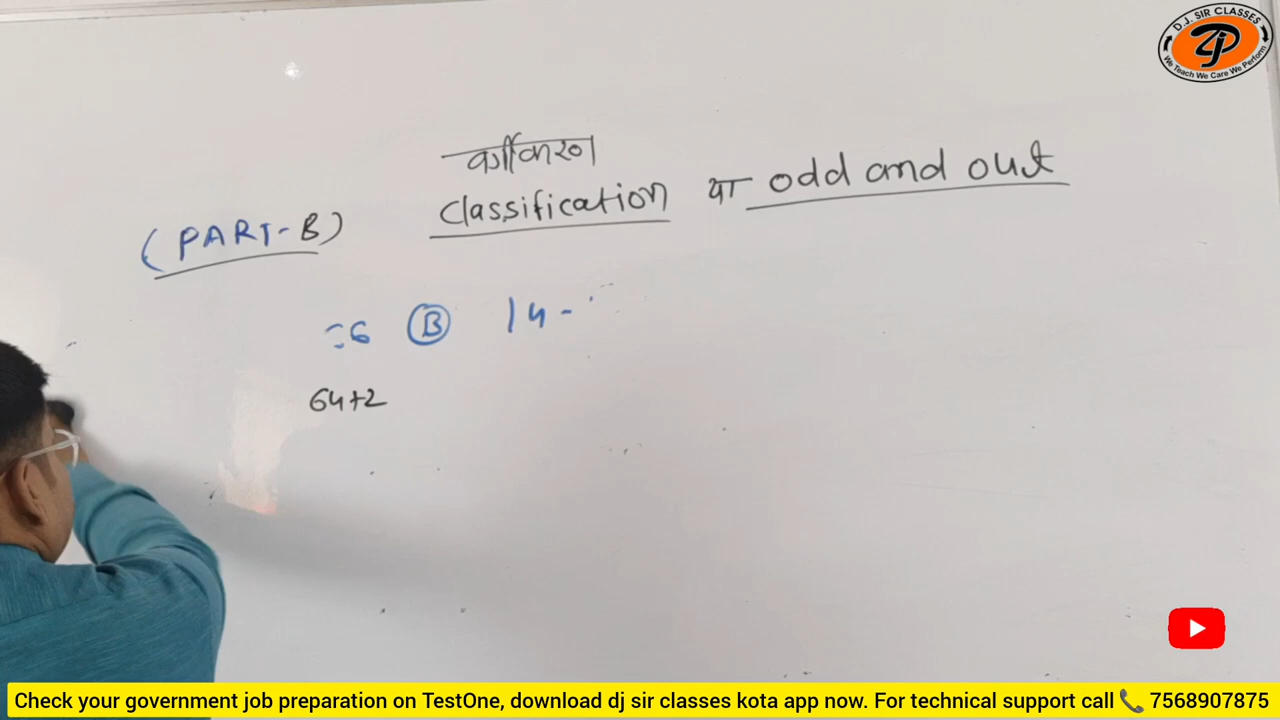 D.J. SIR CLASSES
We Teach We Care We Perform
वर्गीकरण
Classification या odd and out
(PART-B)
=6 B 14 -
64+2
Check your government job preparation on TestOne, download dj sir classes kota app now. For technical support call 📞 7568907875